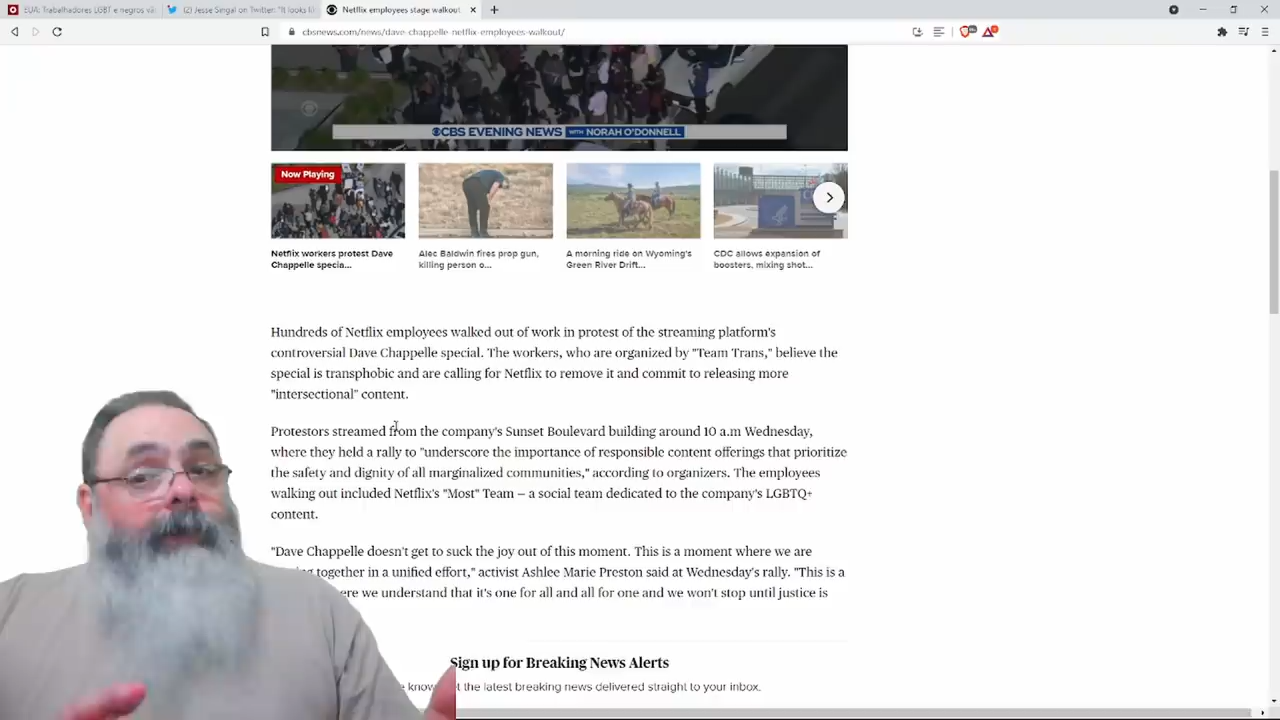 EUA: Trabalhadores LGBT e negros vã
(2) Jesse Singal on Twitter: "It looks li
Netflix employees stage walkout
cbsnews.com/news/dave-chappelle-netflix-employees-walkout/
CBS EVENING NEWS WITH NORAH O'DONNELL
Now Playing
Netflix workers protest Dave
Chappelle specia...
Alec Baldwin fires prop gun,
killing person o...
A morning ride on Wyoming's
Green River Drift...
CDC allows expansion of
boosters, mixing shot...
Hundreds of Netflix employees walked out of work in protest of the streaming platform's
controversial Dave Chappelle special. The workers, who are organized by "Team Trans," believe the
special is transphobic and are calling for Netflix to remove it and commit to releasing more
"intersectional" content.
Protestors streamed from the company's Sunset Boulevard building around 10 a.m Wednesday,
where they held a rally to "underscore the importance of responsible content offerings that prioritize
the safety and dignity of all marginalized communities," according to organizers. The employees
walking out included Netflix's "Most" Team – a social team dedicated to the company's LGBTQ+
content.
"Dave Chappelle doesn't get to suck the joy out of this moment. This is a moment where we are
together in a unified effort," activist Ashlee Marie Preston said at Wednesday's rally. "This is a
we understand that it's one for all and all for one and we won't stop until justice is
Sign up for Breaking News Alerts
the latest breaking news delivered straight to your inbox.